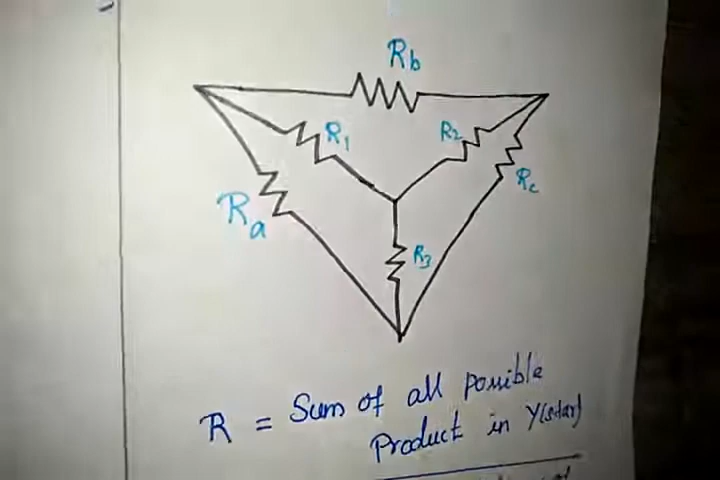 Rb
R1
R2
Ra
Rc
R3
R = Sum of all possible
Product in Y(star)